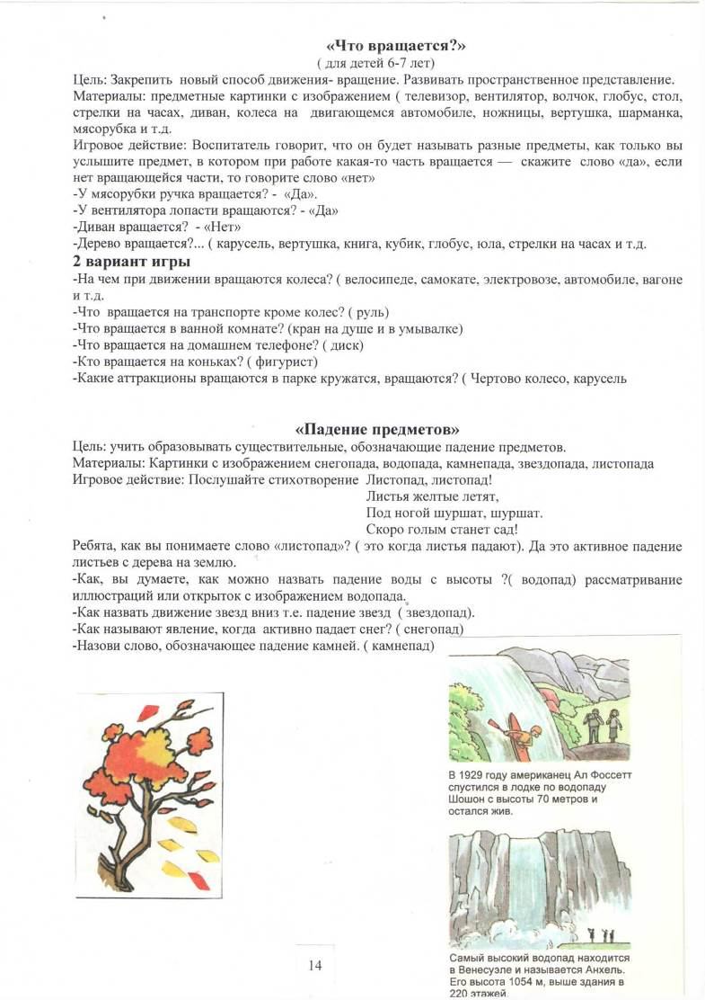 «Что вращается?»
( для детей 6-7 лет)
Цель: Закрепить  новый способ движения- вращение. Развивать пространственное представление.
Материалы: предметные картинки с изображением ( телевизор, вентилятор, волчок, глобус, стол,
стрелки на часах, диван, колеса на  двигающемся автомобиле, ножницы, вертушка, шарманка,
мясорубка и т.д.
Игровое действие: Воспитатель говорит, что он будет называть разные предметы, как только вы
услышите предмет, в котором при работе какая-то часть вращается —  скажите  слово «да», если
нет вращающейся части, то говорите слово «нет»
-У мясорубки ручка вращается? -  «Да».
-У вентилятора лопасти вращаются? - «Да»
-Диван вращается?  - «Нет»
-Дерево вращается?... ( карусель, вертушка, книга, кубик, глобус, юла, стрелки на часах и т.д.
2 вариант игры
-На чем при движении вращаются колеса? ( велосипеде, самокате, электровозе, автомобиле, вагоне
и т.д.
-Что  вращается на транспорте кроме колес? ( руль)
-Что вращается в ванной комнате? (кран на душе и в умывалке)
-Что вращается на домашнем телефоне? ( диск)
-Кто вращается на коньках? ( фигурист)
-Какие аттракционы вращаются в парке кружатся, вращаются? ( Чертово колесо, карусель
«Падение предметов»
Цель: учить образовывать существительные, обозначающие падение предметов.
Материалы: Картинки с изображением снегопада, водопада, камнепада, звездопада, листопада
Игровое действие: Послушайте стихотворение  Листопад, листопад!
Листья желтые летят,
Под ногой шуршат, шуршат.
Скоро голым станет сад!
Ребята, как вы понимаете слово «листопад»? ( это когда листья падают). Да это активное падение
листьев с дерева на землю.
-Как, вы думаете, как можно назвать падение воды с высоты ?( водопад) рассматривание
иллюстраций или открыток с изображением водопада.
-Как назвать движение звезд вниз т.е. падение звезд  ( звездопад).
-Как называют явление, когда  активно падает снег? ( снегопад)
-Назови слово, обозначающее падение камней. ( камнепад)
В 1929 году американец Ал Фоссетт
спустился в лодке по водопаду
Шошон с высоты 70 метров и
остался жив.
Самый высокий водопад находится
в Венесуэле и называется Анхель.
Его высота 1054 м, выше здания в
220 этажей.
14